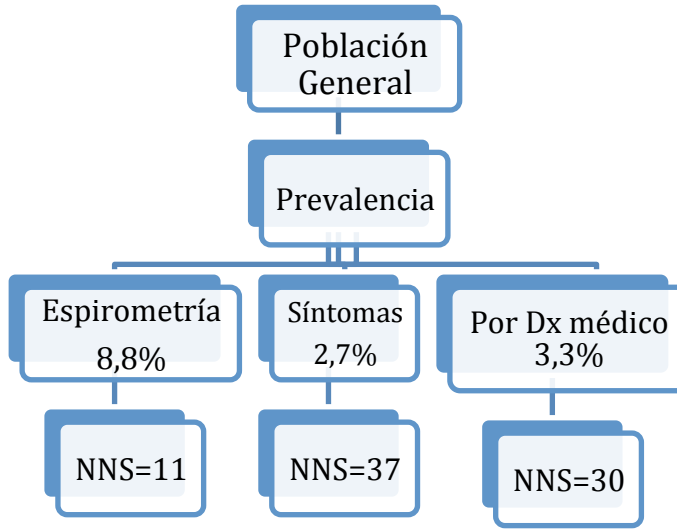 Población
General
Prevalencia
Espirometría
8,8%
Síntomas
2,7%
Por Dx médico
3,3%
NNS=11
NNS=37
NNS=30